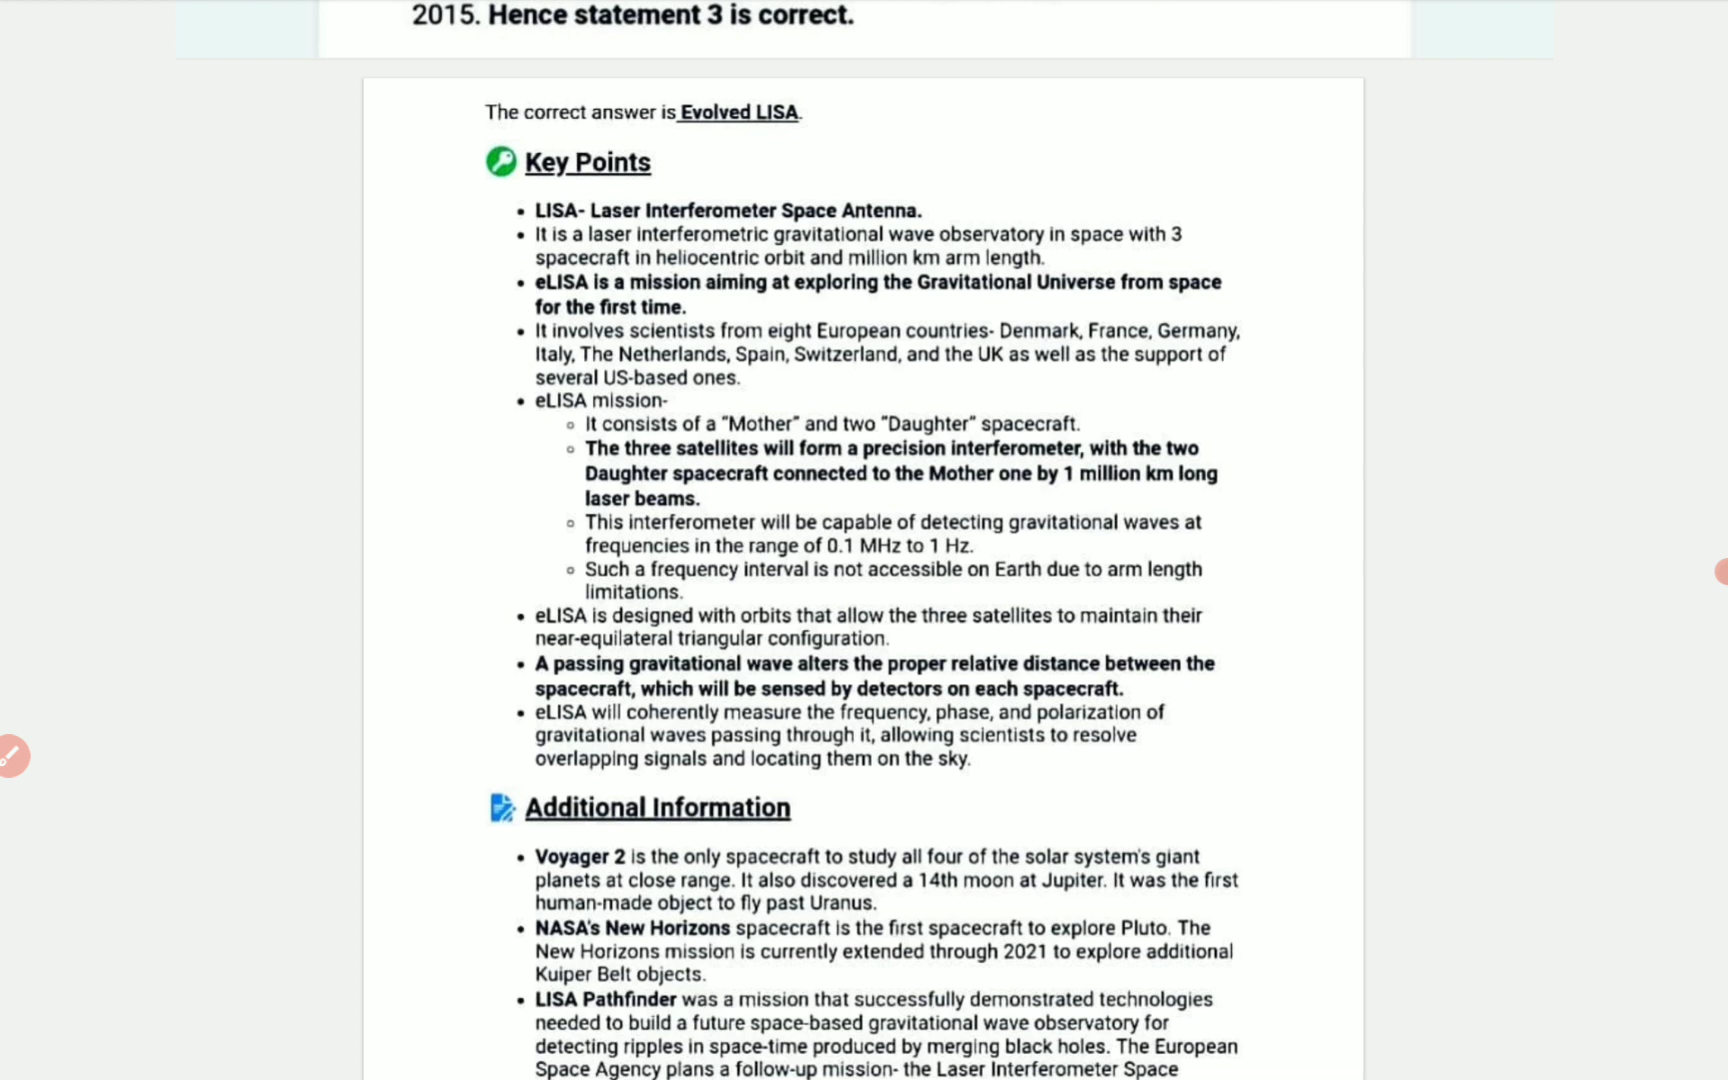 2015. Hence statement 3 is correct.
The correct answer is Evolved LISA.
Key Points
• LISA- Laser Interferometer Space Antenna.
• It is a laser interferometric gravitational wave observatory in space with 3
spacecraft in heliocentric orbit and million km arm length.
• eLISA is a mission aiming at exploring the Gravitational Universe from space
for the first time.
• It involves scientists from eight European countries- Denmark, France, Germany,
Italy, The Netherlands, Spain, Switzerland, and the UK as well as the support of
several US-based ones.
• eLISA mission-
◦ It consists of a “Mother” and two “Daughter” spacecraft.
◦ The three satellites will form a precision interferometer, with the two
Daughter spacecraft connected to the Mother one by 1 million km long
laser beams.
◦ This interferometer will be capable of detecting gravitational waves at
frequencies in the range of 0.1 MHz to 1 Hz.
◦ Such a frequency interval is not accessible on Earth due to arm length
limitations.
• eLISA is designed with orbits that allow the three satellites to maintain their
near-equilateral triangular configuration.
• A passing gravitational wave alters the proper relative distance between the
spacecraft, which will be sensed by detectors on each spacecraft.
• eLISA will coherently measure the frequency, phase, and polarization of
gravitational waves passing through it, allowing scientists to resolve
overlapping signals and locating them on the sky.
Additional Information
• Voyager 2 is the only spacecraft to study all four of the solar system's giant
planets at close range. It also discovered a 14th moon at Jupiter. It was the first
human-made object to fly past Uranus.
• NASA's New Horizons spacecraft is the first spacecraft to explore Pluto. The
New Horizons mission is currently extended through 2021 to explore additional
Kuiper Belt objects.
• LISA Pathfinder was a mission that successfully demonstrated technologies
needed to build a future space-based gravitational wave observatory for
detecting ripples in space-time produced by merging black holes. The European
Space Agency plans a follow-up mission- the Laser Interferometer Space